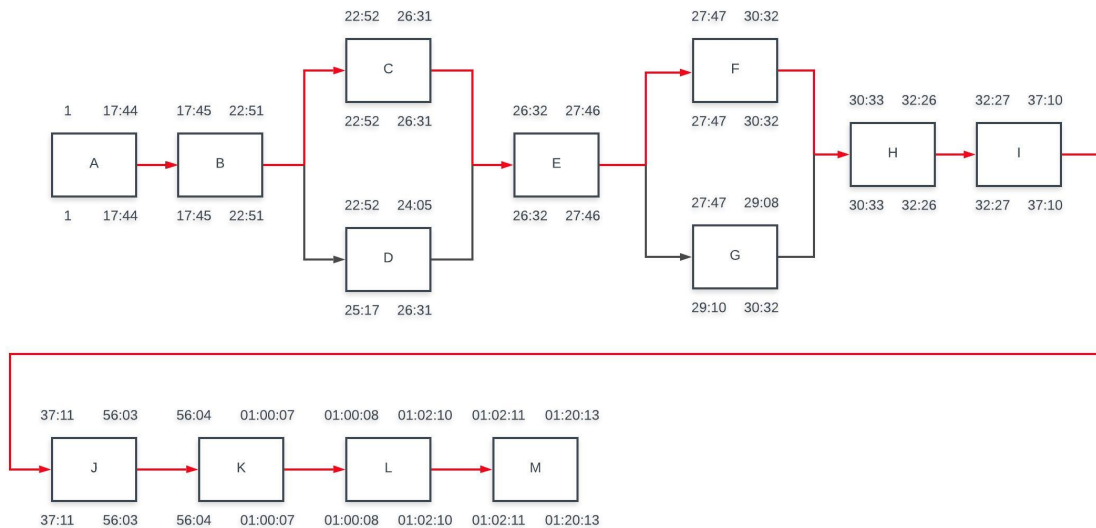 22:52 26:31 27:47 30:32
C F
1 17:44 17:45 22:51 22:52 26:31 26:32 27:46 27:47 30:32 30:33 32:26 32:27 37:10
A B E H I
1 17:44 17:45 22:51 22:52 24:05 26:32 27:46 27:47 29:08 30:33 32:26 32:27 37:10
D G
25:17 26:31 29:10 30:32
37:11 56:03 56:04 01:00:07 01:00:08 01:02:10 01:02:11 01:20:13
J K L M
37:11 56:03 56:04 01:00:07 01:00:08 01:02:10 01:02:11 01:20:13